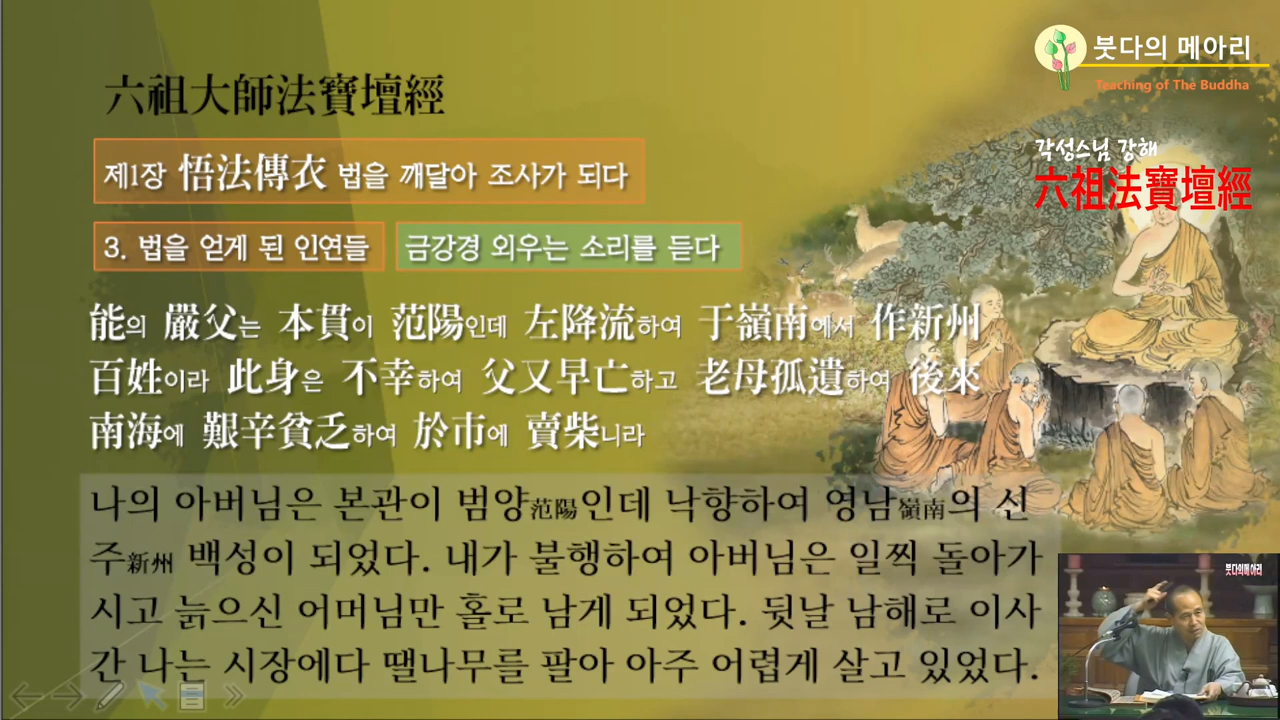 붓다의 메아리
Teaching of The Buddha
六祖大師法寶壇經
각성스님 강해
六祖法寶壇經
제1장 悟法傳衣 법을 깨달아 조사가 되다
3. 법을 얻게 된 인연들
금강경 외우는 소리를 듣다
能의 嚴父는 本貫이 范陽인데 左降流하여 于嶺南에서 作新州
百姓이라 此身은 不幸하여 父又早亡하고 老母孤遺하여 後來
南海에 艱辛貧乏하여 於市에 賣柴니라
나의 아버님은 본관이 범양范陽인데 낙향하여 영남嶺南의 신
주新州 백성이 되었다. 내가 불행하여 아버님은 일찍 돌아가
시고 늙으신 어머님만 홀로 남게 되었다. 뒷날 남해로 이사
간 나는 시장에다 땔나무를 팔아 아주 어렵게 살고 있었다.
붓다의메아리